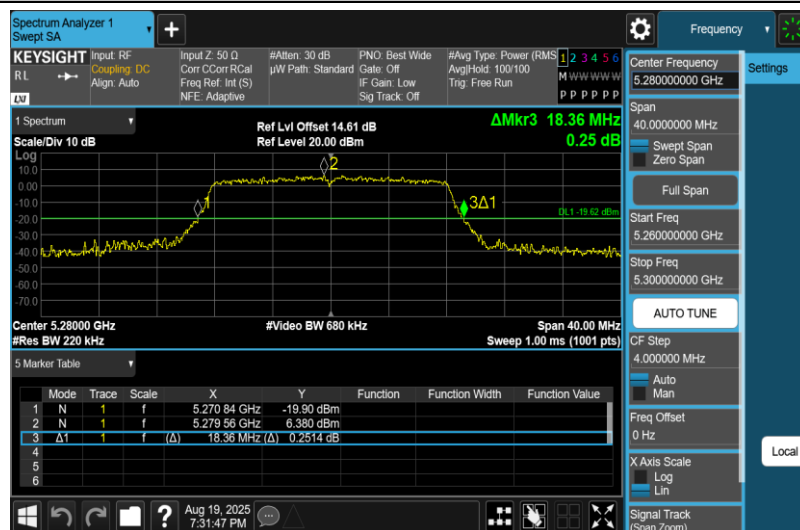 Spectrum Analyzer 1
Swept SA
Frequency
KEYSIGHT
RL
LXI
Input: RF
Coupling: DC
Align: Auto
Input Z: 50 Ω
Corr CCorr RCal
Freq Ref: Int (S)
NFE: Adaptive
#Atten: 30 dB
µW Path: Standard
PNO: Best Wide
Gate: Off
IF Gain: Low
Sig Track: Off
#Avg Type: Power (RMS
Avg|Hold: 100/100
Trig: Free Run
1 2 3 4 5 6
M W W W W W
P P P P P P
1 Spectrum
Scale/Div 10 dB
Ref Lvl Offset 14.61 dB
Ref Level 20.00 dBm
ΔMkr3 18.36 MHz
0.25 dB
Log
10.0
0.00
-10.0
-20.0
-30.0
-40.0
-50.0
-60.0
-70.0
1
2
3Δ1
DL1 -19.62 dBm
Center 5.28000 GHz
#Video BW 680 kHz
Span 40.00 MHz
#Res BW 220 kHz
Sweep 1.00 ms (1001 pts)
5 Marker Table
Mode Trace Scale X Y Function Function Width Function Value
1 N 1 f 5.270 84 GHz -19.90 dBm
2 N 1 f 5.279 56 GHz 6.380 dBm
3 Δ1 1 f (Δ) 18.36 MHz (Δ) 0.2514 dB
4
5
6
Center Frequency
5.280000000 GHz
Settings
Span
40.0000000 MHz
Swept Span
Zero Span
Full Span
Start Freq
5.260000000 GHz
Stop Freq
5.300000000 GHz
AUTO TUNE
CF Step
4.000000 MHz
Auto
Man
Freq Offset
0 Hz
Local
X Axis Scale
Log
Lin
Signal Track
(Span Zoom)
?
Aug 19, 2025
7:31:47 PM